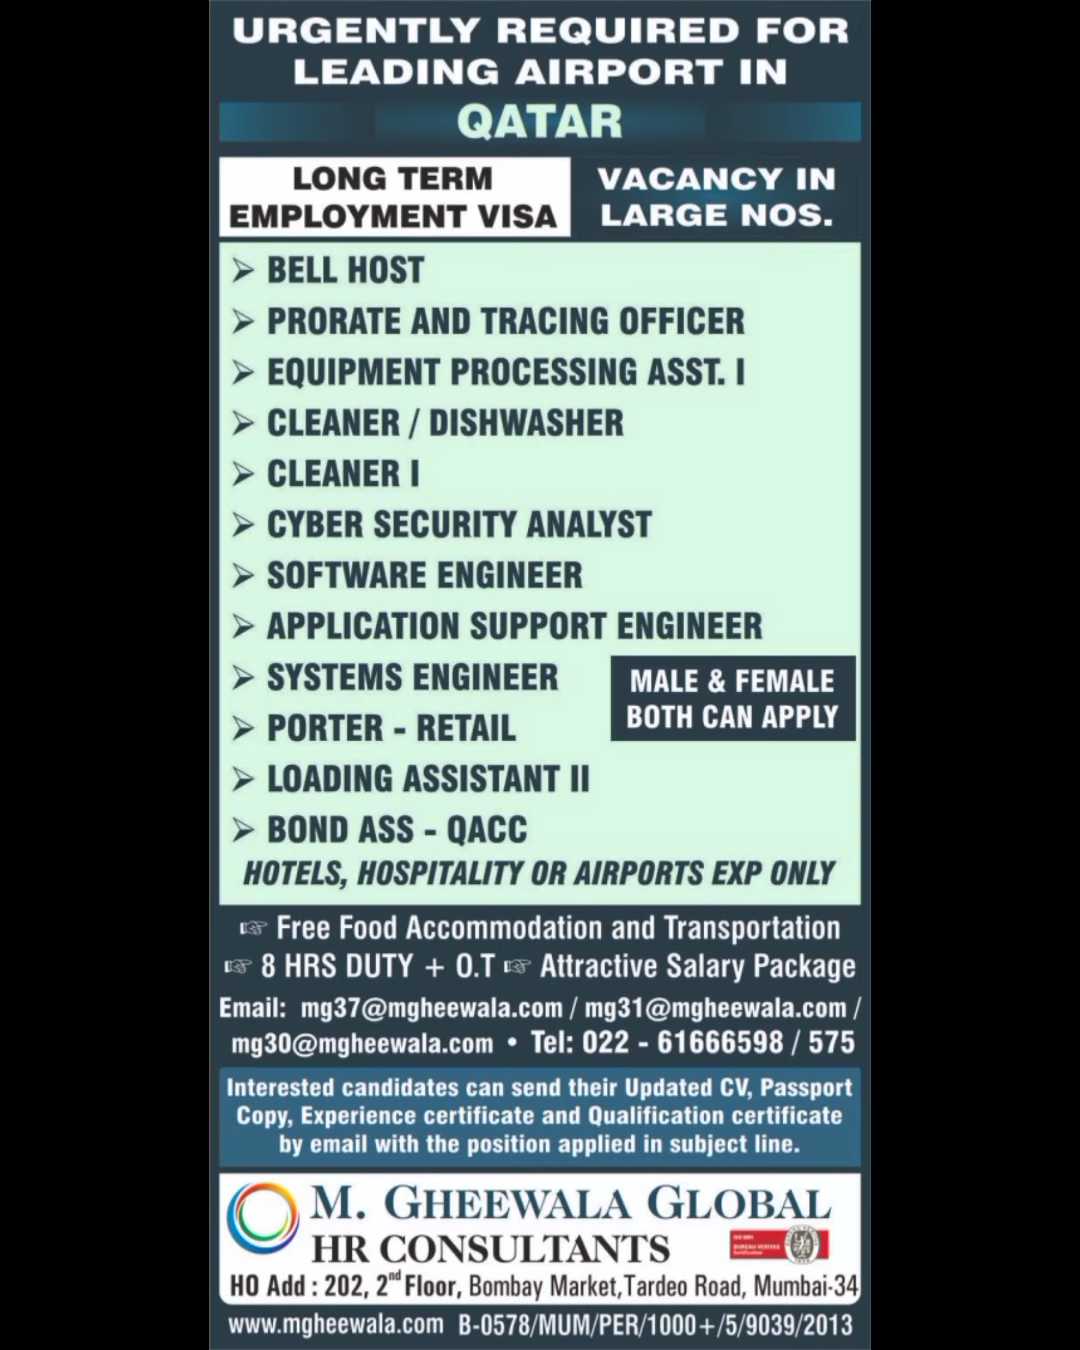 URGENTLY REQUIRED FOR
LEADING AIRPORT IN
QATAR
LONG TERM
EMPLOYMENT VISA
VACANCY IN
LARGE NOS.
➢ BELL HOST
➢ PRORATE AND TRACING OFFICER
➢ EQUIPMENT PROCESSING ASST. I
➢ CLEANER / DISHWASHER
➢ CLEANER I
➢ CYBER SECURITY ANALYST
➢ SOFTWARE ENGINEER
➢ APPLICATION SUPPORT ENGINEER
➢ SYSTEMS ENGINEER
➢ PORTER - RETAIL
➢ LOADING ASSISTANT II
➢ BOND ASS - QACC
MALE & FEMALE
BOTH CAN APPLY
HOTELS, HOSPITALITY OR AIRPORTS EXP ONLY
☞ Free Food Accommodation and Transportation
☞ 8 HRS DUTY + O.T ☞ Attractive Salary Package
Email: mg37@mgheewala.com / mg31@mgheewala.com /
mg30@mgheewala.com • Tel: 022 - 61666598 / 575
Interested candidates can send their Updated CV, Passport
Copy, Experience certificate and Qualification certificate
by email with the position applied in subject line.
M. GHEEWALA GLOBAL
HR CONSULTANTS
ISO 9001
BUREAU VERITAS
Certification
HO Add : 202, 2nd Floor, Bombay Market, Tardeo Road, Mumbai-34
www.mgheewala.com B-0578/MUM/PER/1000+/5/9039/2013